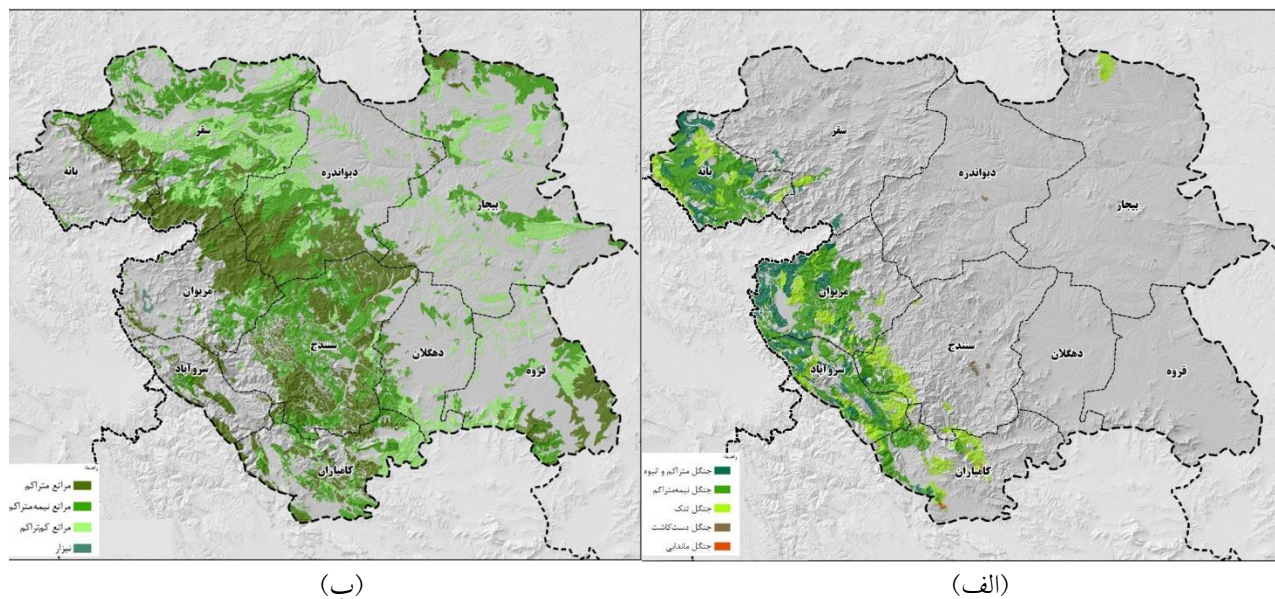 سقز
بانه
دیواندره
بیجار
مریوان
سنندج
سروآباد
دهگلان
قروه
کامیاران
راهنما
جنگل متراکم و انبوه
جنگل نیمه‌متراکم
جنگل تنک
جنگل دست‌کاشت
جنگل ماندابی
(الف)
سقز
بانه
دیواندره
بیجار
مریوان
سنندج
سروآباد
دهگلان
قروه
کامیاران
راهنما
مراتع متراکم
مراتع نیمه‌متراکم
مراتع کم‌تراکم
نیزار
(ب)